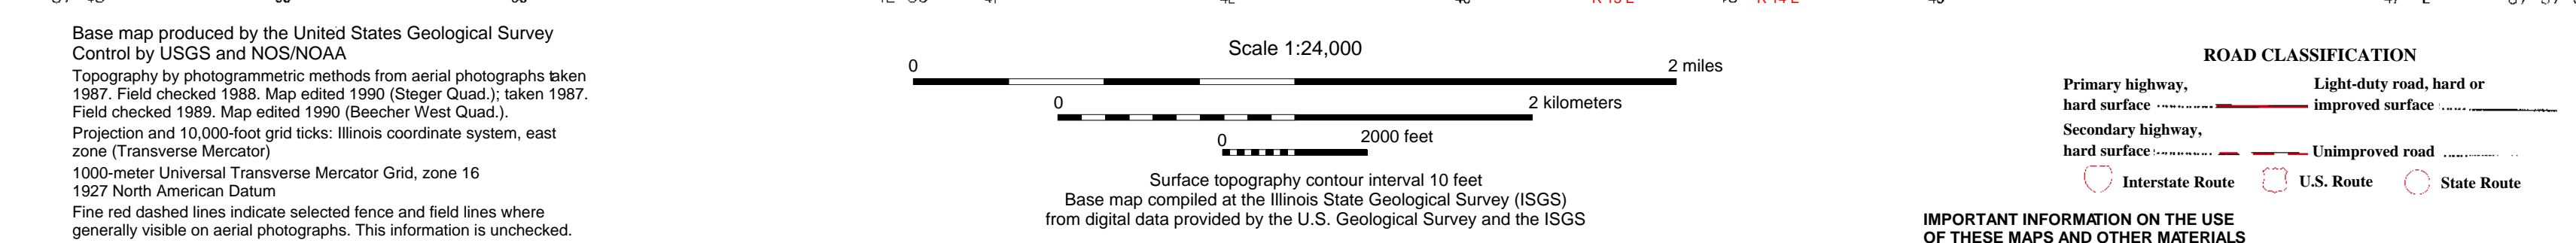 Base map produced by the United States Geological Survey
Control by USGS and NOS/NOAA
Topography by photogrammetric methods from aerial photographs taken
1987. Field checked 1988. Map edited 1990 (Steger Quad.); taken 1987.
Field checked 1989. Map edited 1990 (Beecher West Quad.).
Projection and 10,000-foot grid ticks: Illinois coordinate system, east
zone (Transverse Mercator)
1000-meter Universal Transverse Mercator Grid, zone 16
1927 North American Datum
Fine red dashed lines indicate selected fence and field lines where
generally visible on aerial photographs. This information is unchecked.
Scale 1:24,000
0 2 miles
0 2 kilometers
0 2000 feet
Surface topography contour interval 10 feet
Base map compiled at the Illinois State Geological Survey (ISGS)
from digital data provided by the U.S. Geological Survey and the ISGS
ROAD CLASSIFICATION
Primary highway,
hard surface
Light-duty road, hard or
improved surface
Secondary highway,
hard surface
Unimproved road
Interstate Route
U.S. Route
State Route
IMPORTANT INFORMATION ON THE USE
OF THESE MAPS AND OTHER MATERIALS